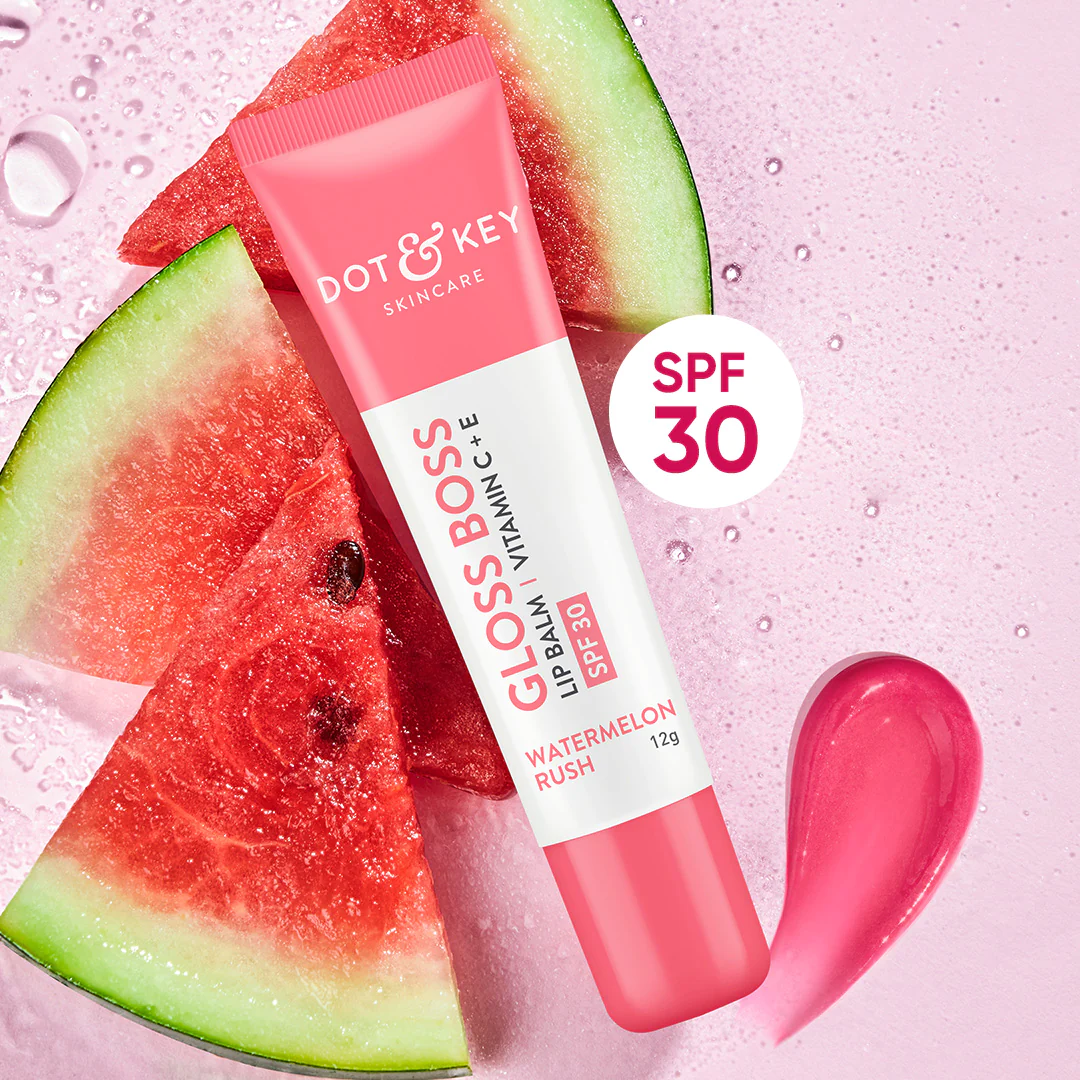 DOT & KEY
SKINCARE
GLOSS BOSS
LIP BALM | VITAMIN C + E
SPF 30
WATERMELON
RUSH
12g
SPF
30